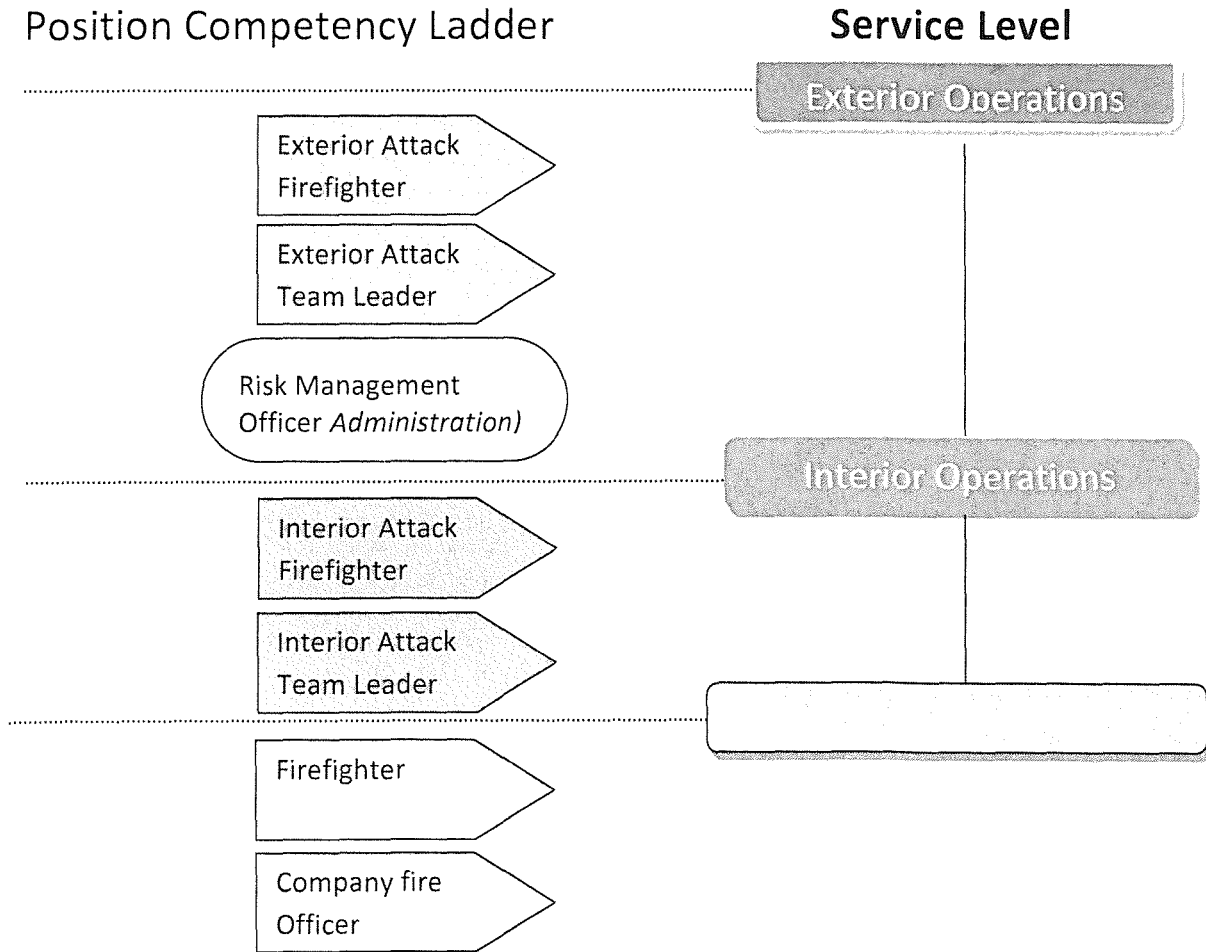 Position Competency Ladder
Service Level
Exterior Operations
Exterior Attack
Firefighter
Exterior Attack
Team Leader
Risk Management
Officer Administration)
Interior Operations
Interior Attack
Firefighter
Interior Attack
Team Leader
Firefighter
Company fire
Officer